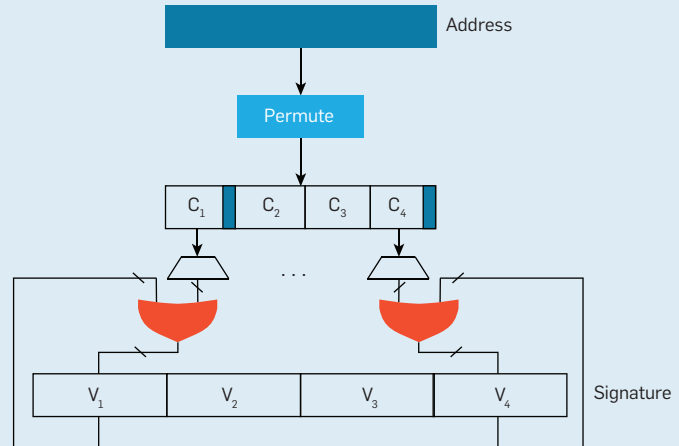 Address
Permute
C₁ C₂ C₃ C₄
. . .
V₁ V₂ V₃ V₄ Signature